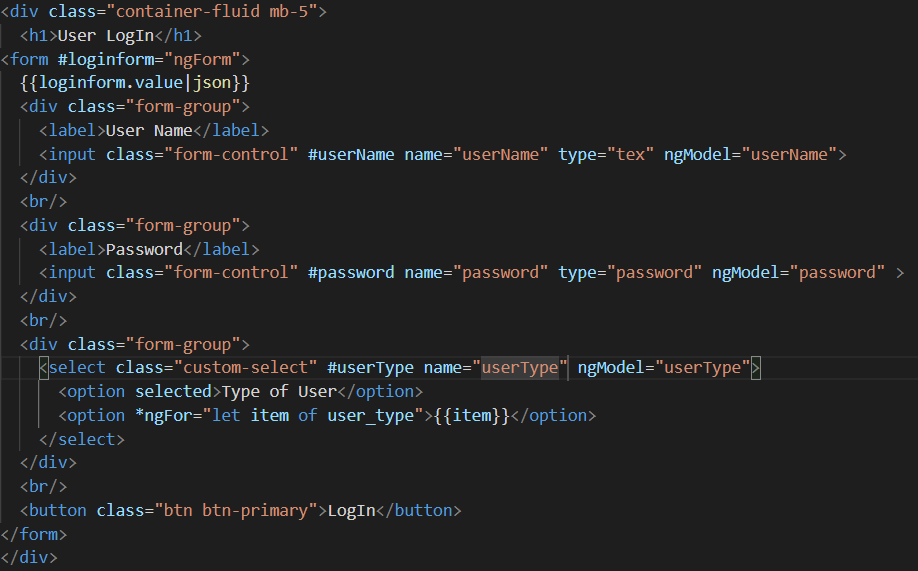 <div class="container-fluid mb-5">
  <h1>User LogIn</h1>
<form #loginform="ngForm">
  {{loginform.value|json}}
  <div class="form-group">
    <label>User Name</label>
    <input class="form-control" #userName name="userName" type="tex" ngModel="userName">
  </div>
  <br/>
  <div class="form-group">
    <label>Password</label>
    <input class="form-control" #password name="password" type="password" ngModel="password" >
  </div>
  <br/>
  <div class="form-group">
    <select class="custom-select" #userType name="userType" ngModel="userType">
      <option selected>Type of User</option>
      <option *ngFor="let item of user_type">{{item}}</option>
    </select>
  </div>
  <br/>
  <button class="btn btn-primary">LogIn</button>
</form>
</div>